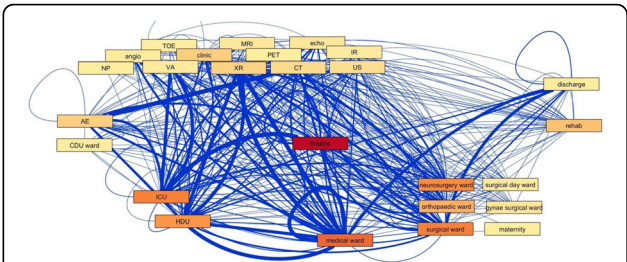 TOE
MRI
echo
angio
clinic
PET
IR
NP
VA
XR
CT
US
discharge
AE
rehab
CDU ward
theatre
neurosurgery ward
surgical day ward
ICU
orthopaedic ward
gynae surgical ward
HDU
surgical ward
maternity
medical ward